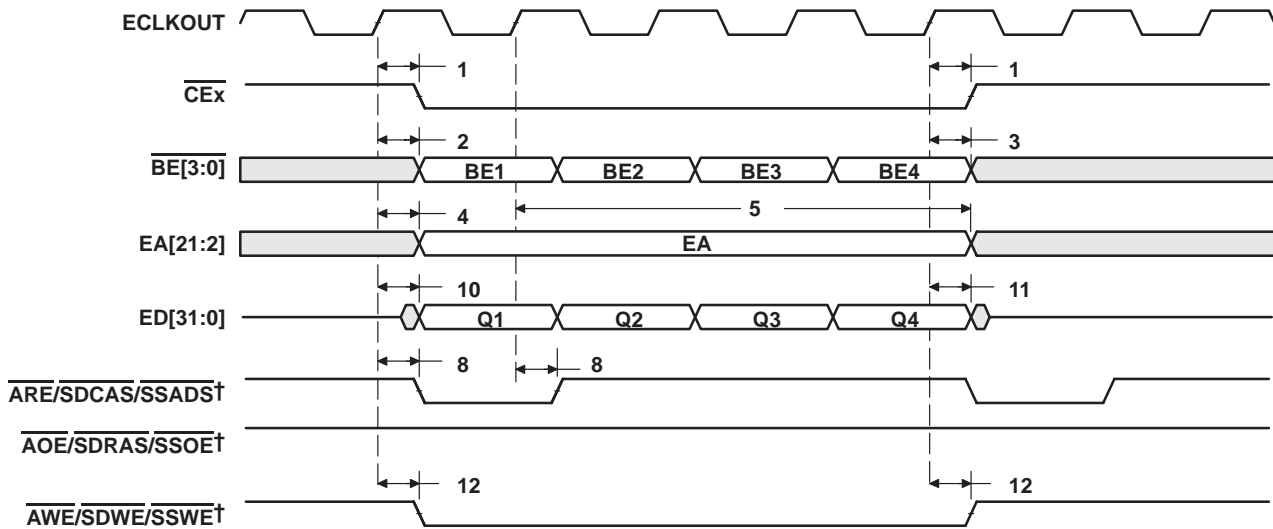 ECLKOUT
1 1
CEx
2 3
BE[3:0] BE1 BE2 BE3 BE4
5
4
EA[21:2] EA
10 11
ED[31:0] Q1 Q2 Q3 Q4
8 8
ARE/SDCAS/SSADS†
AOE/SDRAS/SSOE†
12 12
AWE/SDWE/SSWE†